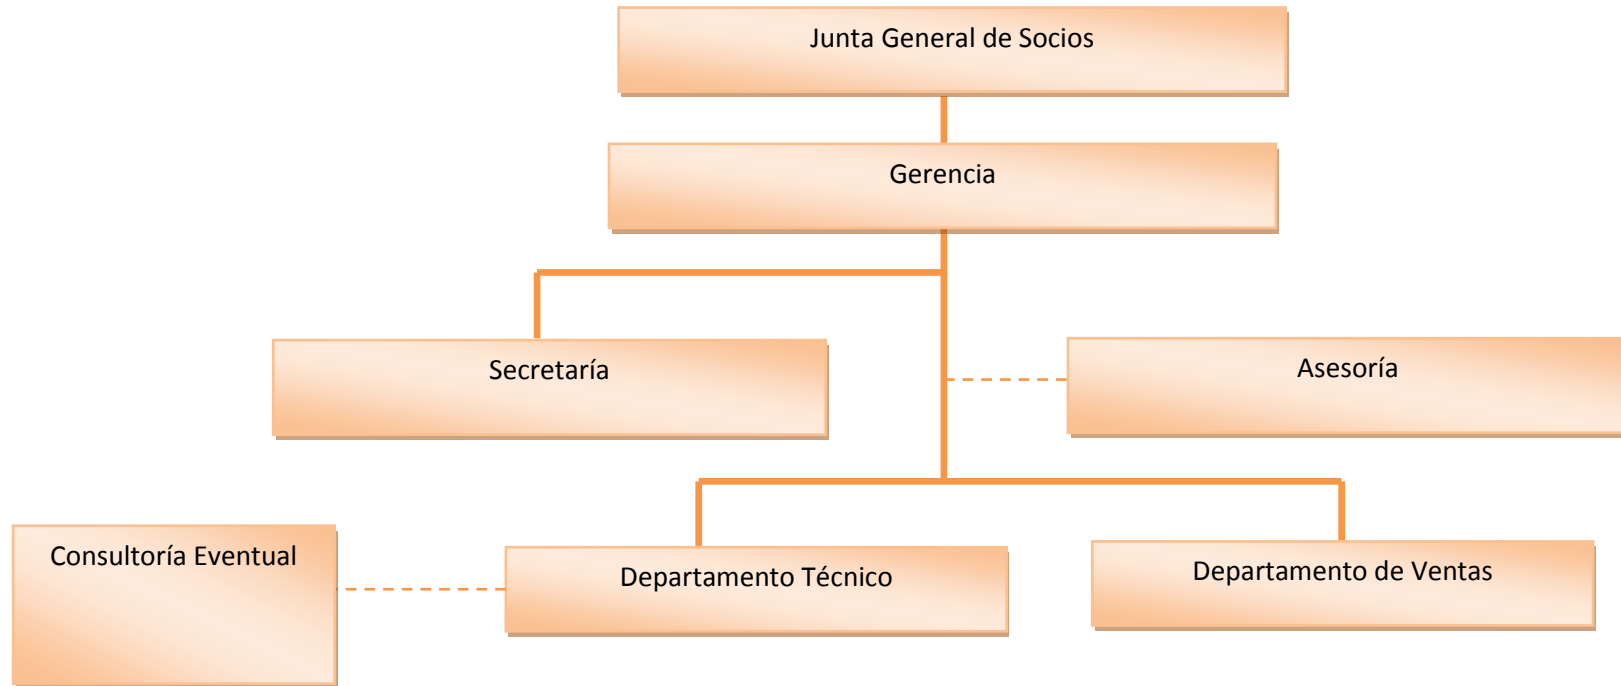 Junta General de Socios
Gerencia
Secretaría
Asesoría
Consultoría Eventual
Departamento Técnico
Departamento de Ventas